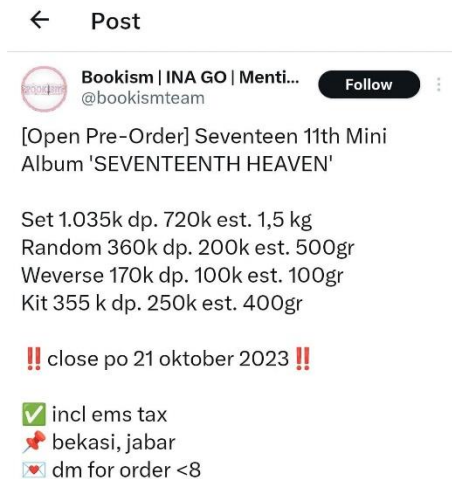 Post
Bookism | INA GO | Menti...
@bookismteam
Follow
[Open Pre-Order] Seventeen 11th Mini
Album 'SEVENTEENTH HEAVEN'
Set 1.035k dp. 720k est. 1,5 kg
Random 360k dp. 200k est. 500gr
Weverse 170k dp. 100k est. 100gr
Kit 355 k dp. 250k est. 400gr
‼️ close po 21 oktober 2023 ‼️
✅ incl ems tax
📌 bekasi, jabar
💌 dm for order <8